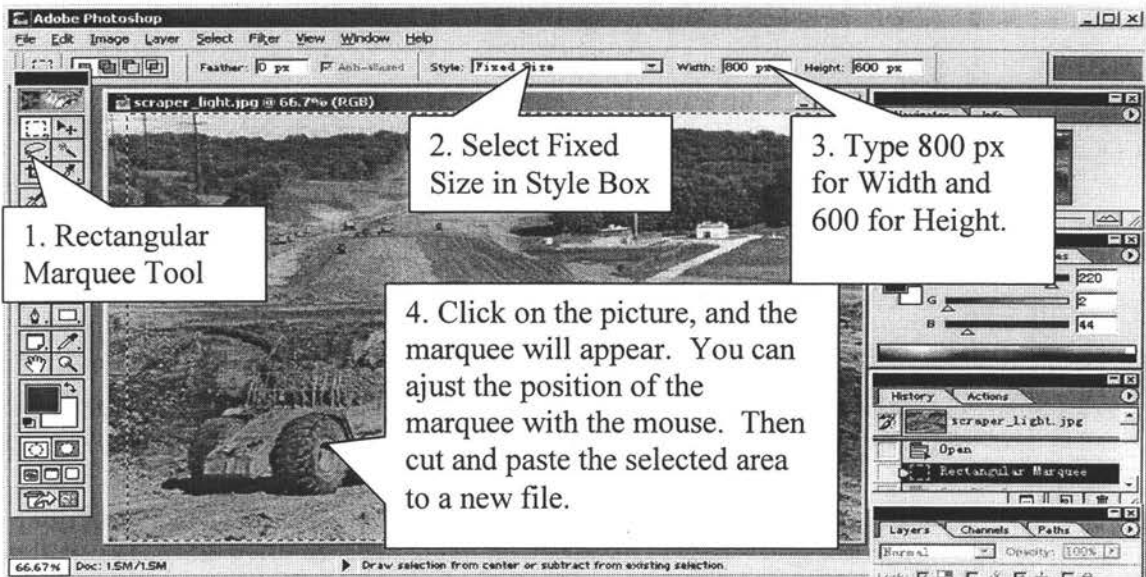 Adobe Photoshop
File Edit Image Layer Select Filter View Window Help
Feather: 0 px Anti-aliased Style: Fixed Size Width: 800 px Height: 600 px
scraper_light.jpg @ 66.7% (RGB)
2. Select Fixed
Size in Style Box
3. Type 800 px
for Width and
600 for Height.
1. Rectangular
Marquee Tool
4. Click on the picture, and the
marquee will appear. You can
ajust the position of the
marquee with the mouse. Then
cut and paste the selected area
to a new file.
220
G 2
B 44
History Actions
scraper_light.jpg
Open
Rectangular Marquee
Layers Channels Paths
Normal Opacity: 100%
66.67% Doc: 1.5M/1.5M Draw selection from center or subtract from existing selection.